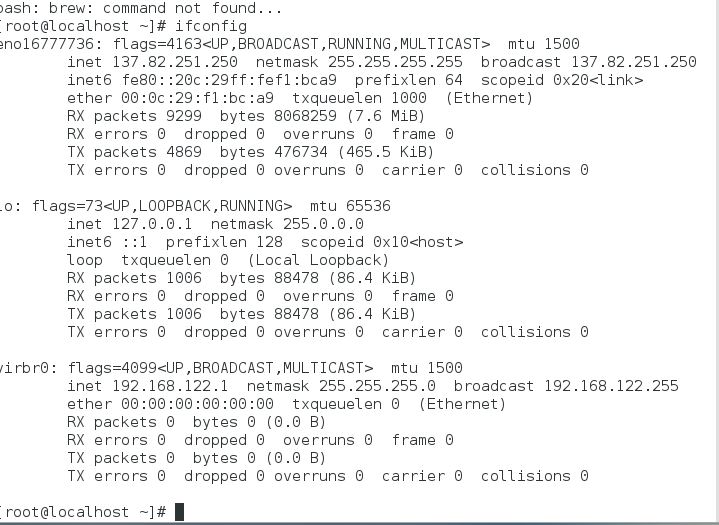 bash: brew: command not found...
[root@localhost ~]# ifconfig
eno16777736: flags=4163<UP,BROADCAST,RUNNING,MULTICAST>  mtu 1500
        inet 137.82.251.250  netmask 255.255.255.255  broadcast 137.82.251.250
        inet6 fe80::20c:29ff:fef1:bca9  prefixlen 64  scopeid 0x20<link>
        ether 00:0c:29:f1:bc:a9  txqueuelen 1000  (Ethernet)
        RX packets 9299  bytes 8068259 (7.6 MiB)
        RX errors 0  dropped 0  overruns 0  frame 0
        TX packets 4869  bytes 476734 (465.5 KiB)
        TX errors 0  dropped 0 overruns 0  carrier 0  collisions 0

lo: flags=73<UP,LOOPBACK,RUNNING>  mtu 65536
        inet 127.0.0.1  netmask 255.0.0.0
        inet6 ::1  prefixlen 128  scopeid 0x10<host>
        loop  txqueuelen 0  (Local Loopback)
        RX packets 1006  bytes 88478 (86.4 KiB)
        RX errors 0  dropped 0  overruns 0  frame 0
        TX packets 1006  bytes 88478 (86.4 KiB)
        TX errors 0  dropped 0 overruns 0  carrier 0  collisions 0

virbr0: flags=4099<UP,BROADCAST,MULTICAST>  mtu 1500
        inet 192.168.122.1  netmask 255.255.255.0  broadcast 192.168.122.255
        ether 00:00:00:00:00:00  txqueuelen 0  (Ethernet)
        RX packets 0  bytes 0 (0.0 B)
        RX errors 0  dropped 0  overruns 0  frame 0
        TX packets 0  bytes 0 (0.0 B)
        TX errors 0  dropped 0 overruns 0  carrier 0  collisions 0

[root@localhost ~]#